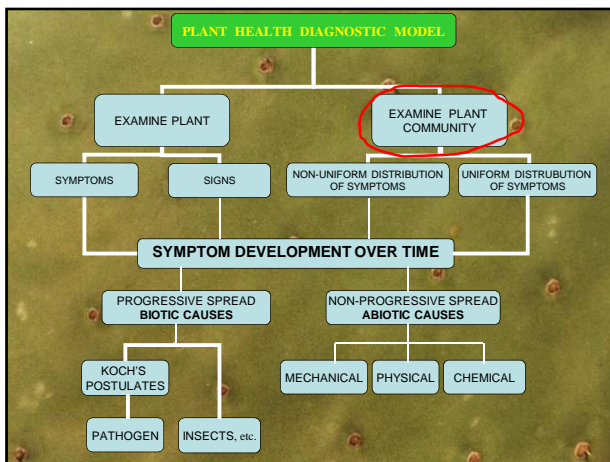 PLANT HEALTH DIAGNOSTIC MODEL
EXAMINE PLANT
EXAMINE PLANT
COMMUNITY
SYMPTOMS
SIGNS
NON-UNIFORM DISTRIBUTION
OF SYMPTOMS
UNIFORM DISTRUBUTION
OF SYMPTOMS
SYMPTOM DEVELOPMENT OVER TIME
PROGRESSIVE SPREAD
BIOTIC CAUSES
NON-PROGRESSIVE SPREAD
ABIOTIC CAUSES
KOCH'S
POSTULATES
MECHANICAL
PHYSICAL
CHEMICAL
PATHOGEN
INSECTS, etc.